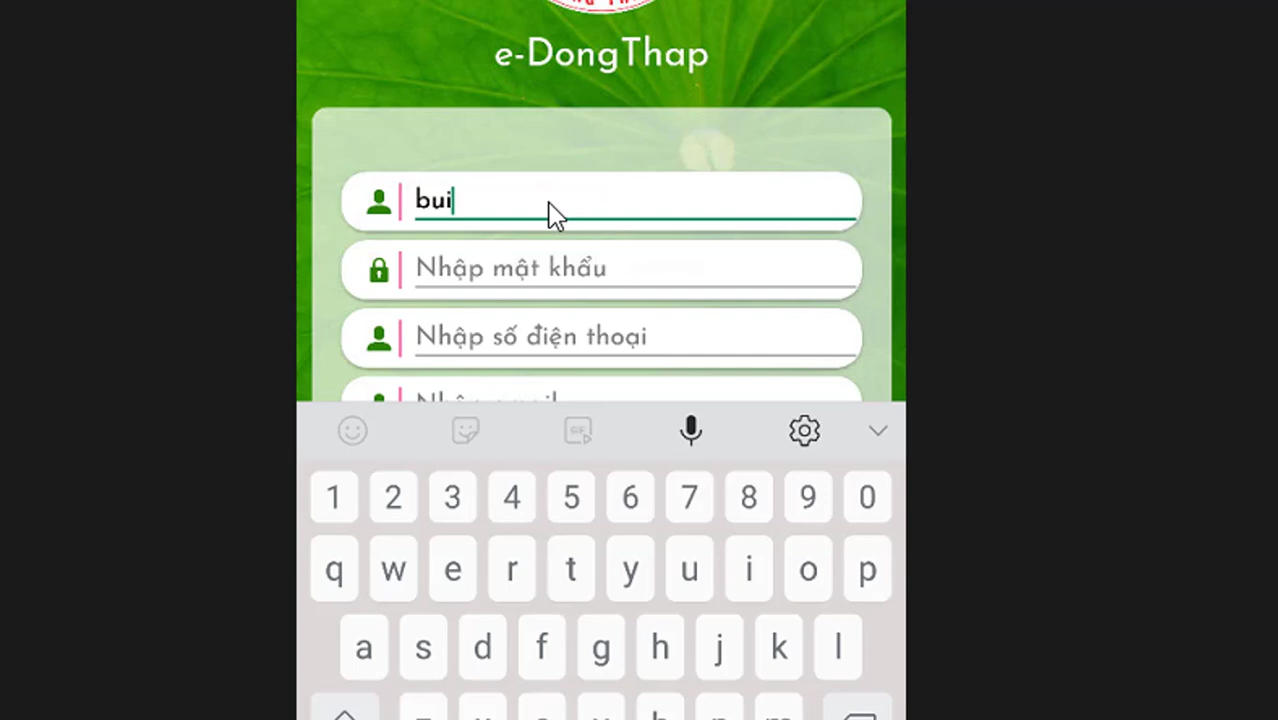 e-DongThap
bui
Nhập mật khẩu
Nhập số điện thoại
GIF
1 2 3 4 5 6 7 8 9 0
q w e r t y u i o p
a s d f g h j k l